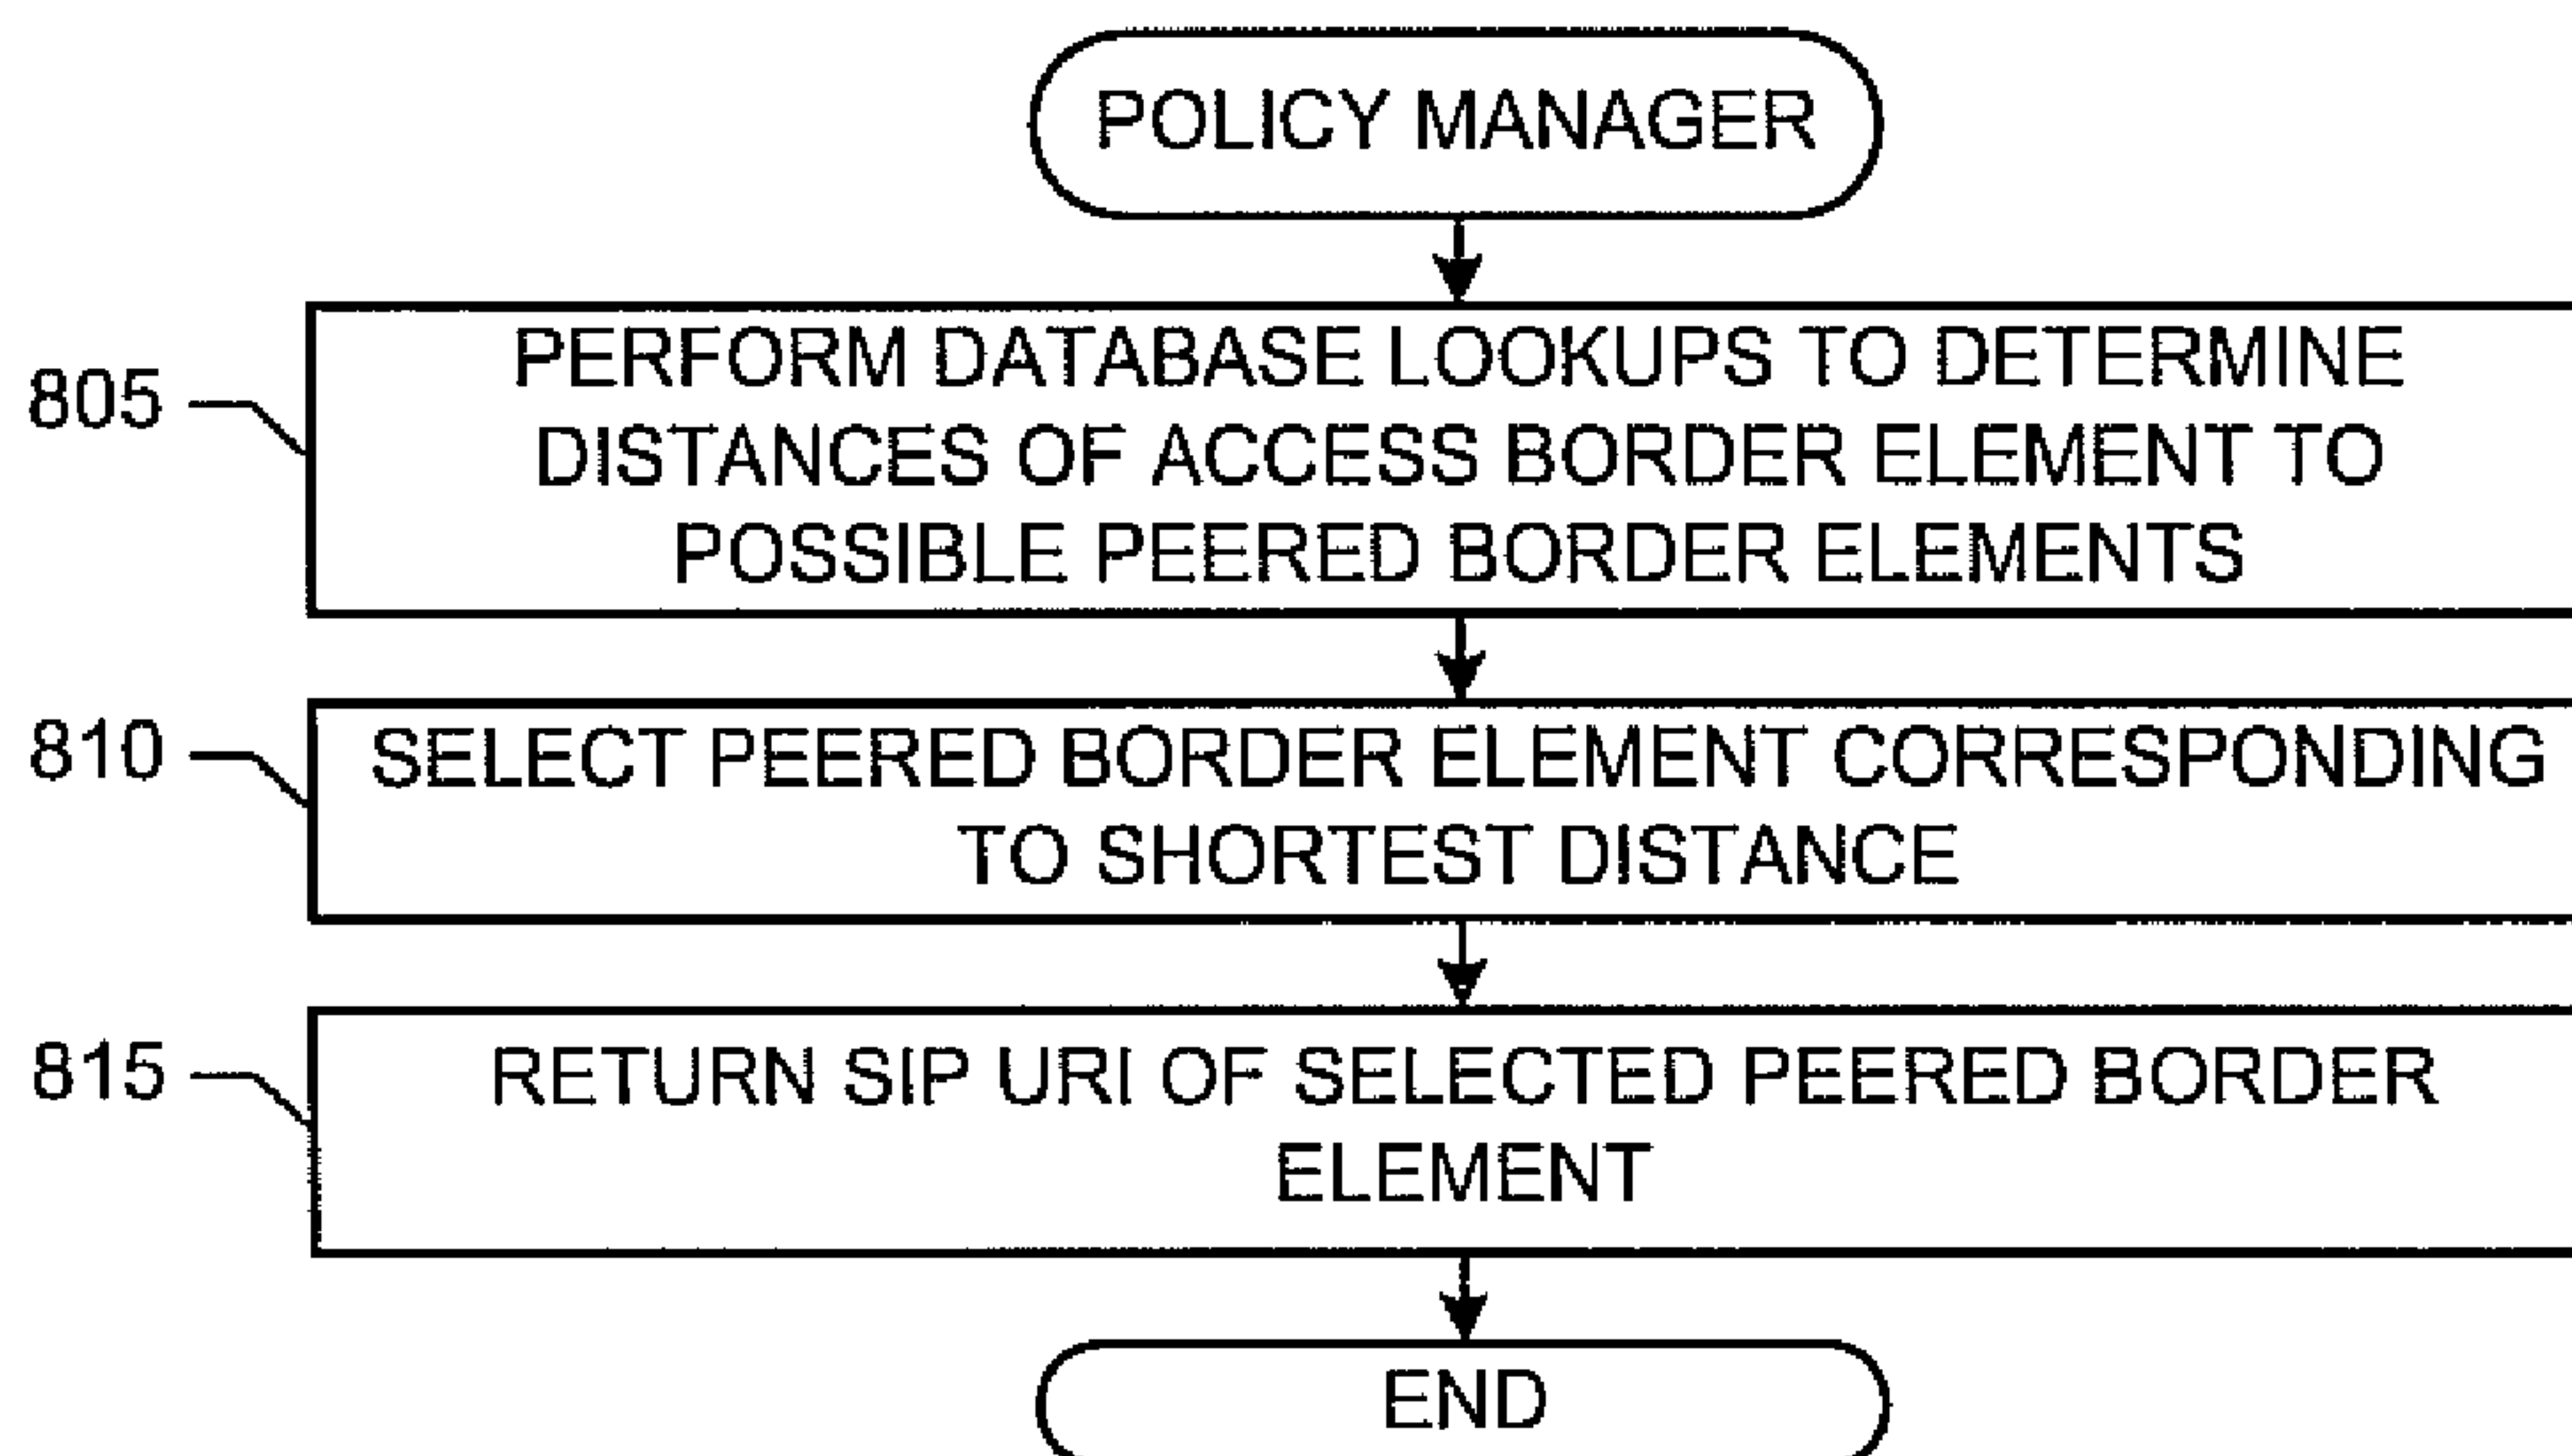 POLICY MANAGER
805
PERFORM DATABASE LOOKUPS TO DETERMINE
DISTANCES OF ACCESS BORDER ELEMENT TO
POSSIBLE PEERED BORDER ELEMENTS
810
SELECT PEERED BORDER ELEMENT CORRESPONDING
TO SHORTEST DISTANCE
815
RETURN SIP URI OF SELECTED PEERED BORDER
ELEMENT
END